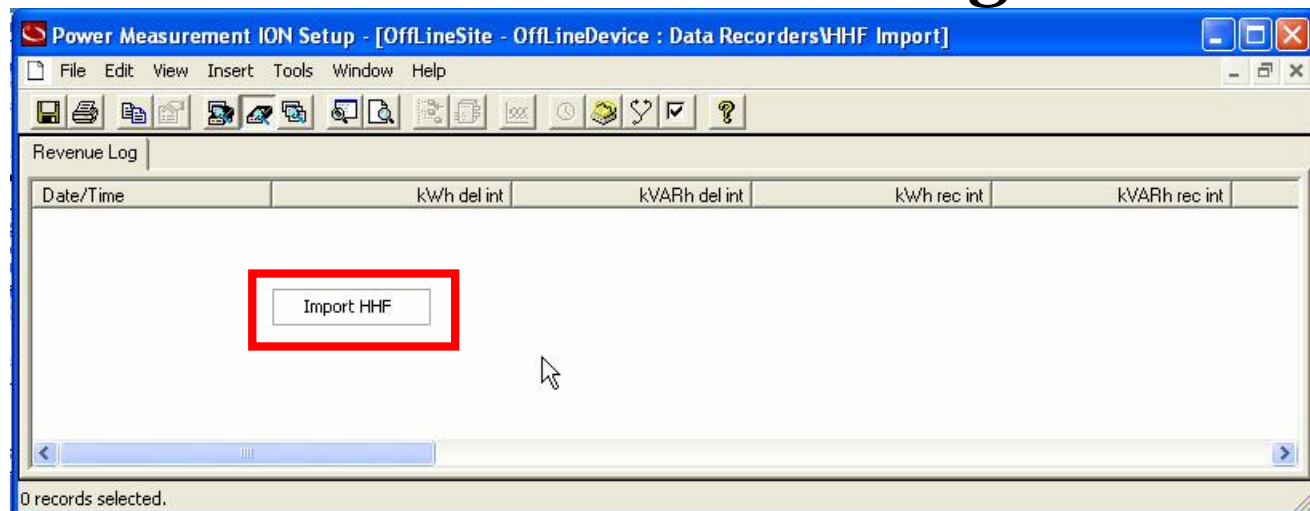 Power Measurement ION Setup - [OffLineSite - OffLineDevice : Data Recorders\HHF Import]
File Edit View Insert Tools Window Help
Revenue Log
Date/Time kWh del int kVARh del int kWh rec int kVARh rec int
Import HHF
0 records selected.